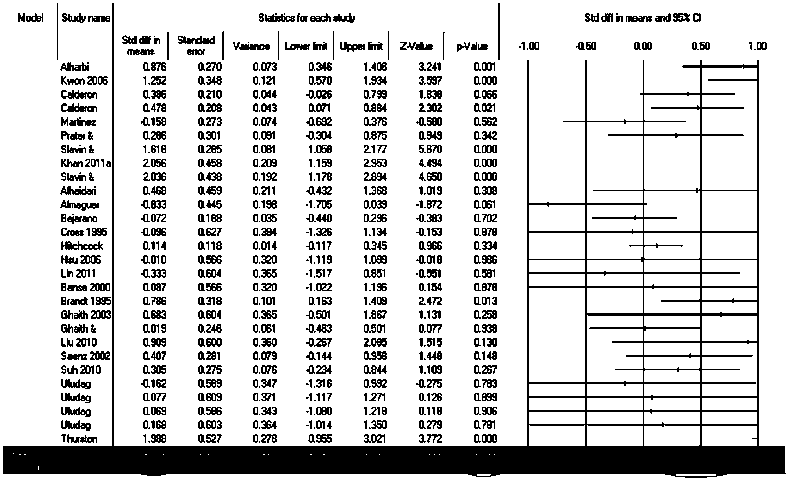 Model Study name Statistics for each study Std diff in means and 95% CI
Std diff in means Standard error Variance Lower limit Upper limit Z-Value p-Value -1.00 -0.50 0.00 0.50 1.00
Alharbi 0.876 0.270 0.073 0.346 1.406 3.241 0.001
Kwon 2006 1.252 0.348 0.121 0.570 1.934 3.597 0.000
Calderon 0.386 0.210 0.044 -0.026 0.799 1.838 0.066
Calderon 0.478 0.208 0.043 0.071 0.884 2.302 0.021
Martinez -0.158 0.273 0.074 -0.692 0.376 -0.580 0.562
Prater & 0.286 0.301 0.091 -0.304 0.875 0.949 0.342
Slavin & 1.618 0.285 0.081 1.058 2.177 5.670 0.000
Khan 2011a 2.056 0.458 0.209 1.159 2.953 4.494 0.000
Slavin & 2.036 0.438 0.192 1.178 2.894 4.650 0.000
Alhaidari 0.468 0.459 0.211 -0.432 1.368 1.019 0.308
Almaguer -0.833 0.445 0.198 -1.705 0.039 -1.872 0.061
Bejarano -0.072 0.188 0.035 -0.440 0.296 -0.383 0.702
Cross 1995 -0.096 0.627 0.394 -1.326 1.134 -0.153 0.878
Hitchcock 0.114 0.118 0.014 -0.117 0.345 0.966 0.334
Hsu 2006 -0.010 0.566 0.320 -1.119 1.099 -0.018 0.986
Lin 2011 -0.333 0.604 0.365 -1.517 0.851 -0.551 0.581
Bensa 2000 0.087 0.566 0.320 -1.022 1.196 0.154 0.878
Brandt 1995 0.786 0.318 0.101 0.163 1.409 2.472 0.013
Ghaith 2003 0.683 0.604 0.365 -0.501 1.867 1.131 0.258
Ghaith & 0.019 0.246 0.061 -0.463 0.501 0.077 0.938
Liu 2010 0.909 0.600 0.360 -0.267 2.085 1.515 0.130
Saenz 2002 0.407 0.281 0.079 -0.144 0.958 1.448 0.148
Suh 2010 0.305 0.275 0.076 -0.234 0.844 1.109 0.267
Uludag -0.162 0.589 0.347 -1.316 0.992 -0.275 0.783
Uludag 0.077 0.609 0.371 -1.117 1.271 0.126 0.899
Uludag 0.069 0.586 0.343 -1.080 1.218 0.118 0.906
Uludag 0.168 0.603 0.364 -1.014 1.350 0.279 0.781
Thurston 1.988 0.527 0.278 0.955 3.021 3.772 0.000